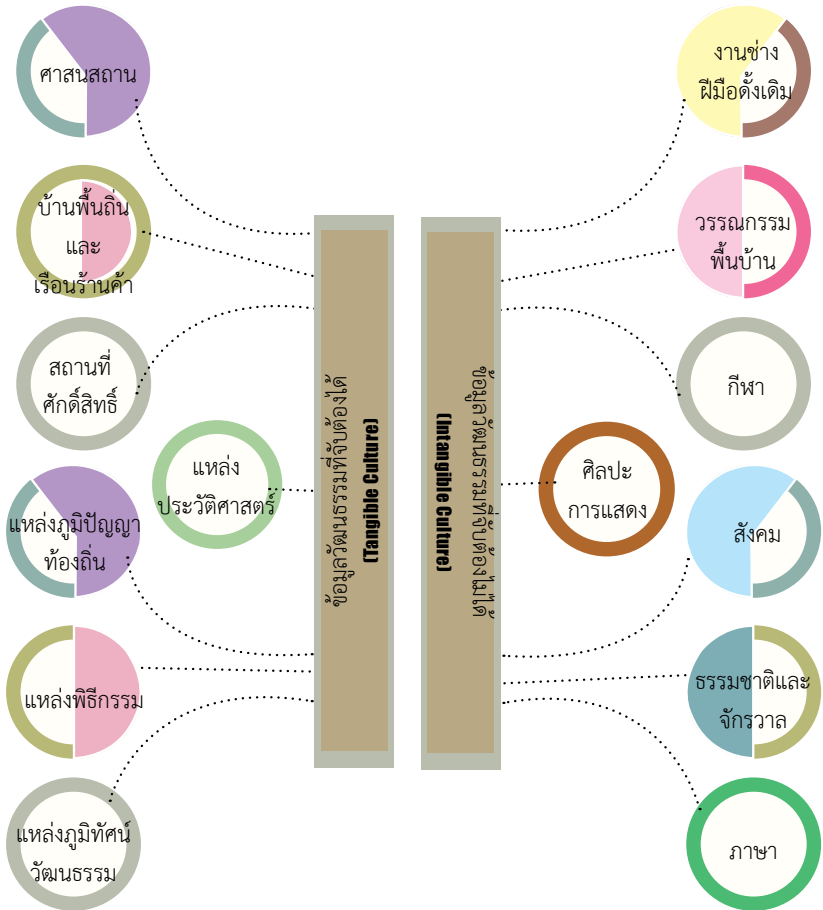 ศาสนสถาน
บ้านพื้นถิ่น
และ
เรือนร้านค้า
สถานที่
ศักดิ์สิทธิ์
แหล่ง
ประวัติศาสตร์
แหล่งภูมิปัญญา
ท้องถิ่น
แหล่งพิธีกรรม
แหล่งภูมิทัศน์
วัฒนธรรม
ข้อมูลวัฒนธรรมที่จับต้องได้
(Tangible Culture)
ข้อมูลวัฒนธรรมที่จับต้องไม่ได้
(Intangible Culture)
งานช่าง
ฝีมือดั้งเดิม
วรรณกรรม
พื้นบ้าน
กีฬา
ศิลปะ
การแสดง
สังคม
ธรรมชาติและ
จักรวาล
ภาษา